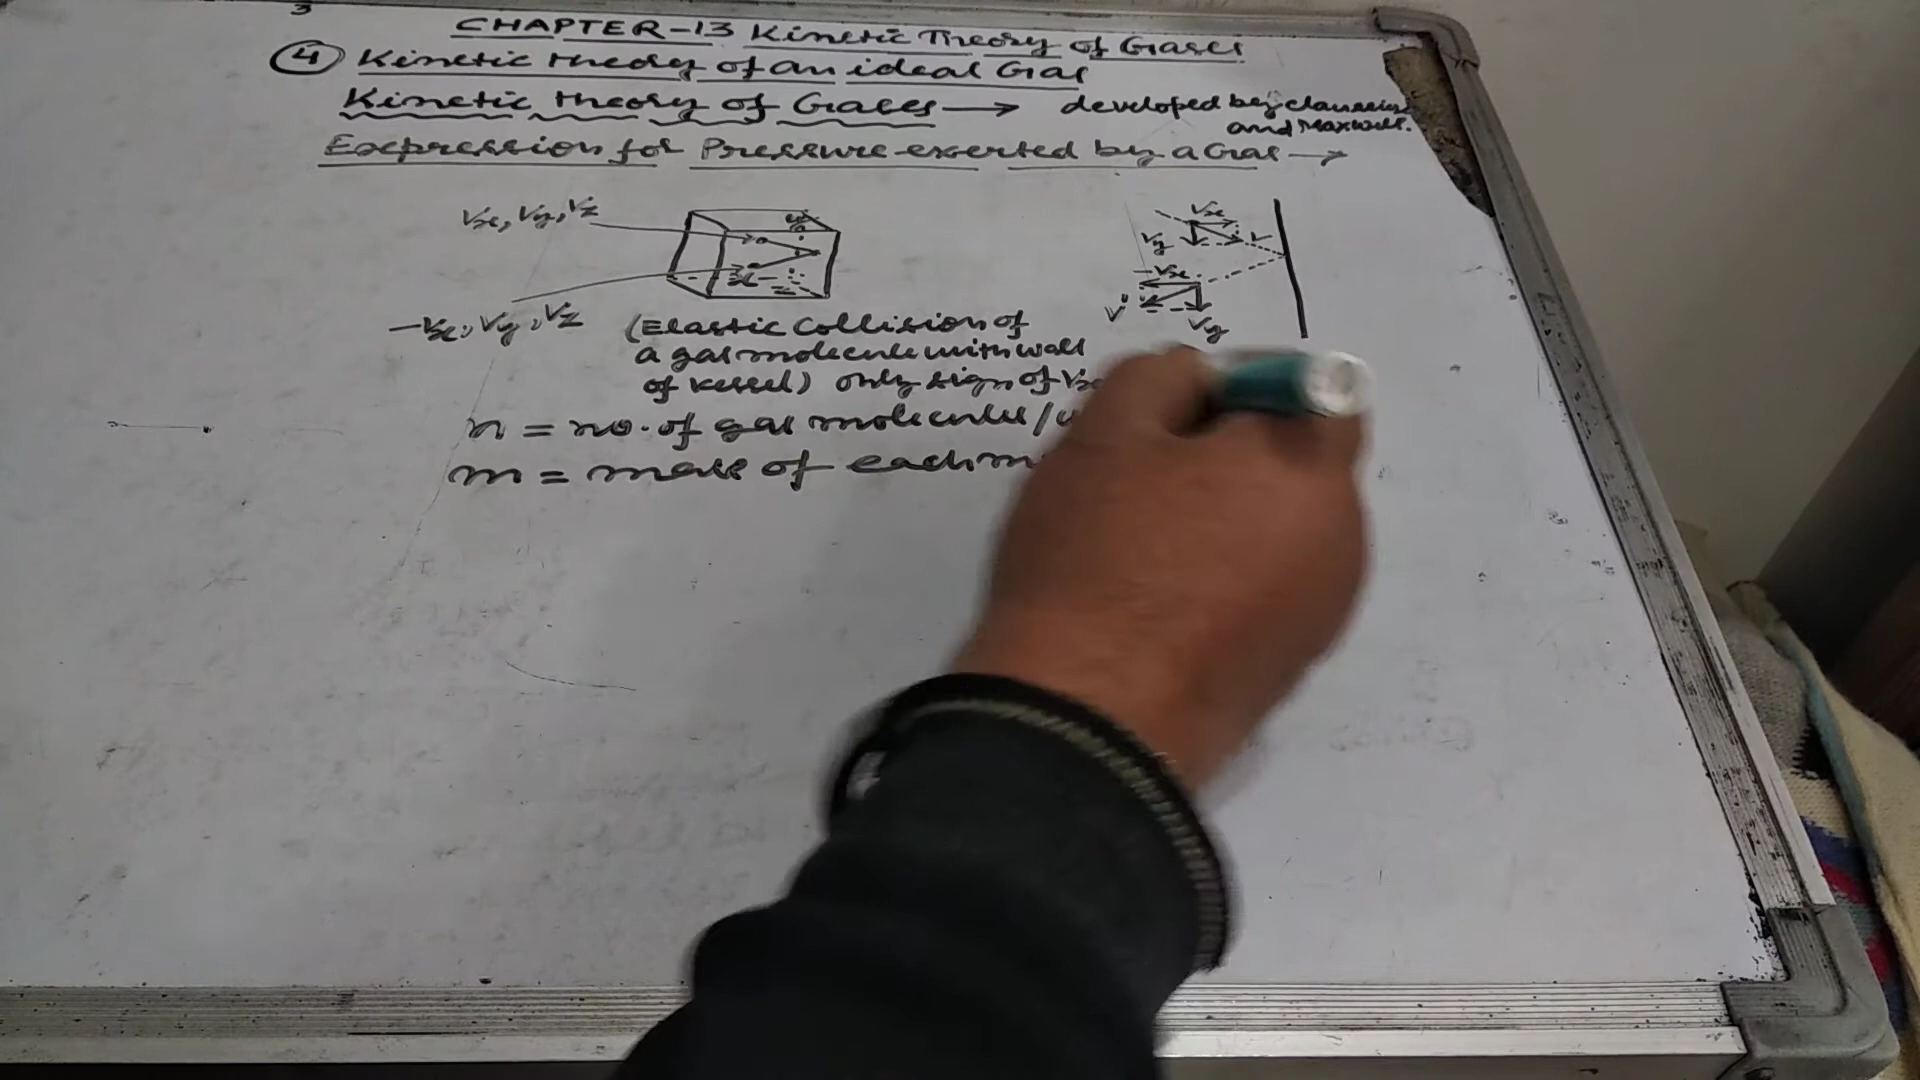 3
CHAPTER-13 Kinetic Theory of Gases
④ Kinetic theory of an ideal Gas
Kinetic theory of Gases → developed by clausius
and Maxwell.
Expression for Pressure exerted by a Gas →
Vx, Vy, Vz
y
x
z
-Vx, Vy, Vz
Vx
Vy
V
-Vx
V'
Vy
(Elastic Collision of
a gas molecule with wall
of vessel) only sign of Vx
n = no. of gas molecules/
m = mass of each